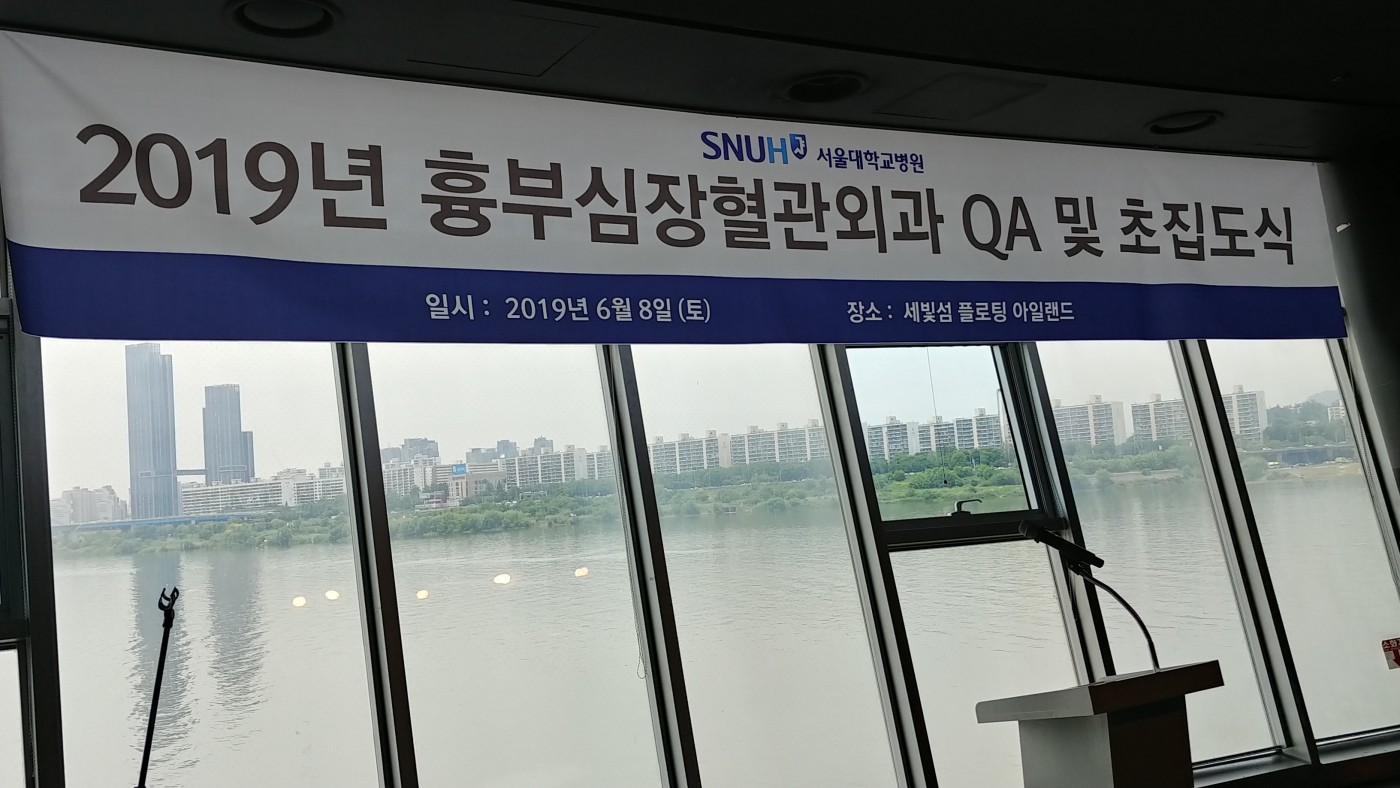 SNUH 서울대학교병원
2019년 흉부심장혈관외과 QA 및 초집도식
일시 : 2019년 6월 8일 (토)
장소 : 세빛섬 플로팅 아일랜드